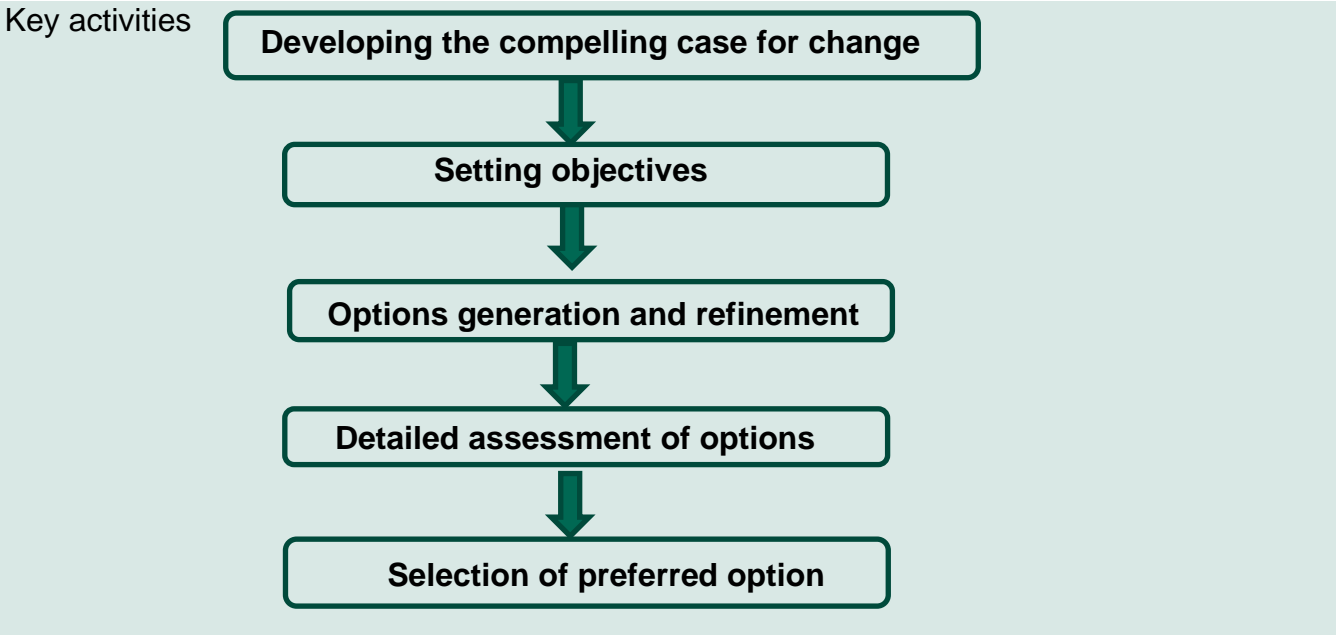 Key activities
Developing the compelling case for change
Setting objectives
Options generation and refinement
Detailed assessment of options
Selection of preferred option